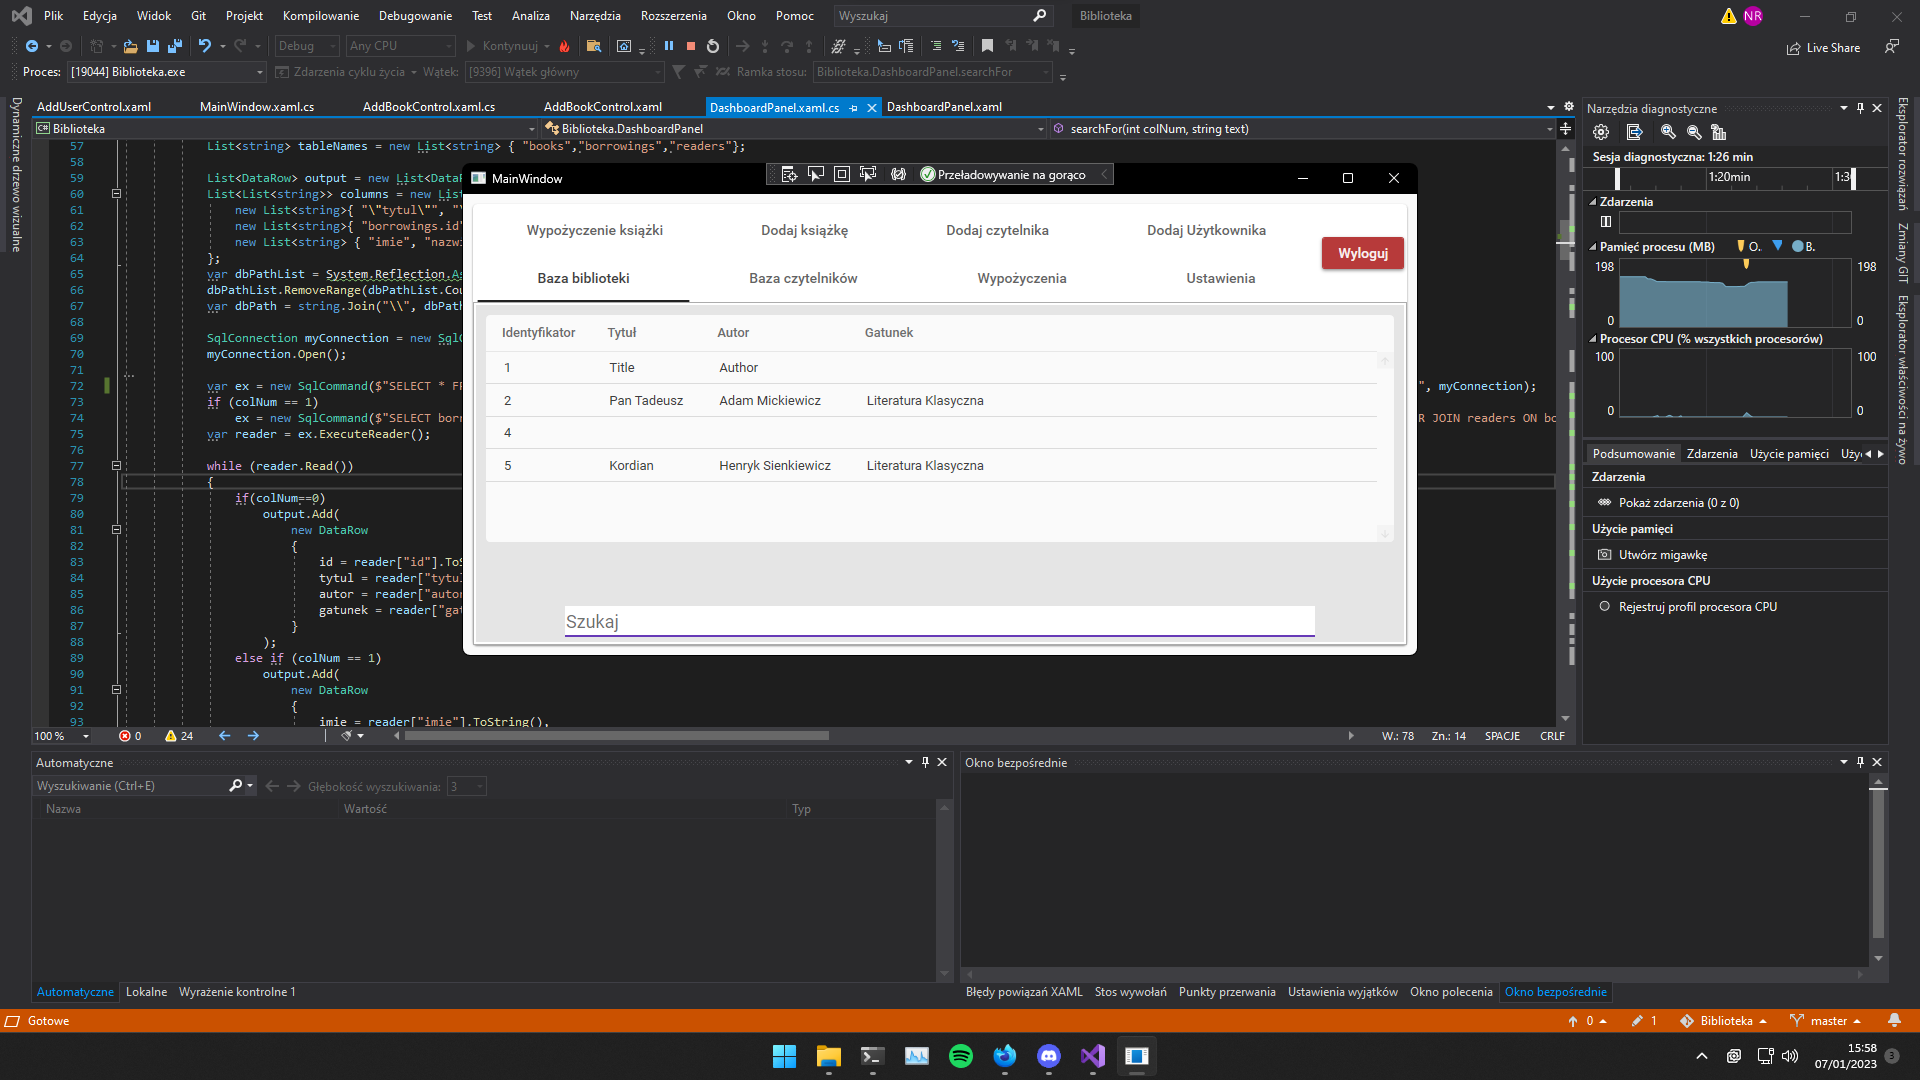 Plik Edycja Widok Git Projekt Kompilowanie Debugowanie Test Analiza Narzędzia Rozszerzenia Okno Pomoc Wyszukaj Biblioteka NR
Debug Any CPU Kontynuuj Live Share
Proces: [19044] Biblioteka.exe Zdarzenia cyklu życia Wątek: [9396] Wątek główny Ramka stosu: Biblioteka.DashboardPanel.searchFor
Dynamiczne drzewo wizualne
AddUserControl.xaml MainWindow.xaml.cs AddBookControl.xaml.cs AddBookControl.xaml DashboardPanel.xaml.cs DashboardPanel.xaml
Biblioteka Biblioteka.DashboardPanel searchFor(int colNum, string text)
57 List<string> tableNames = new List<string> { "books","borrowings","readers"};
58
59 List<DataRow> output = new List<DataR
60 List<List<string>> columns = new List
61 new List<string>{ "\"tytul\"", "\
62 new List<string>{ "borrowings.id"
63 new List<string> { "imie", "nazwi
64 };
65 var dbPathList = System.Reflection.As
66 dbPathList.RemoveRange(dbPathList.Cou
67 var dbPath = string.Join("\\", dbPath
68
69 SqlConnection myConnection = new SqlC
70 myConnection.Open();
71
72 var ex = new SqlCommand($"SELECT * FR ", myConnection);
73 if (colNum == 1)
74 ex = new SqlCommand($"SELECT borr R JOIN readers ON bo
75 var reader = ex.ExecuteReader();
76
77 while (reader.Read())
78 {
79 if(colNum==0)
80 output.Add(
81 new DataRow
82 {
83 id = reader["id"].ToS
84 tytul = reader["tytul
85 autor = reader["autor
86 gatunek = reader["gat
87 }
88 );
89 else if (colNum == 1)
90 output.Add(
91 new DataRow
92 {
93 imie = reader["imie"].ToString(),
MainWindow
Przeładowywanie na gorąco
Wypożyczenie książki Dodaj książkę Dodaj czytelnika Dodaj Użytkownika
Wyloguj
Baza biblioteki Baza czytelników Wypożyczenia Ustawienia
Identyfikator Tytuł Autor Gatunek
1 Title Author
2 Pan Tadeusz Adam Mickiewicz Literatura Klasyczna
4
5 Kordian Henryk Sienkiewicz Literatura Klasyczna
Szukaj
100 % 0 24 W.: 78 Zn.: 14 SPACJE CRLF
Narzędzia diagnostyczne
Sesja diagnostyczna: 1:26 min
1:20min 1:30
Zdarzenia
Pamięć procesu (MB) O. B.
198 198
0 0
Procesor CPU (% wszystkich procesorów)
100 100
0 0
Podsumowanie Zdarzenia Użycie pamięci Użyc
Zdarzenia
Pokaż zdarzenia (0 z 0)
Użycie pamięci
Utwórz migawkę
Użycie procesora CPU
Rejestruj profil procesora CPU
Eksplorator rozwiązań
Zmiany GIT
Eksplorator właściwości na żywo
Automatyczne
Wyszukiwanie (Ctrl+E) Głębokość wyszukiwania: 3
Nazwa Wartość Typ
Automatyczne Lokalne Wyrażenie kontrolne 1
Okno bezpośrednie
Błędy powiązań XAML Stos wywołań Punkty przerwania Ustawienia wyjątków Okno polecenia Okno bezpośrednie
Gotowe 0 1 Biblioteka master
15:58
07/01/2023
3